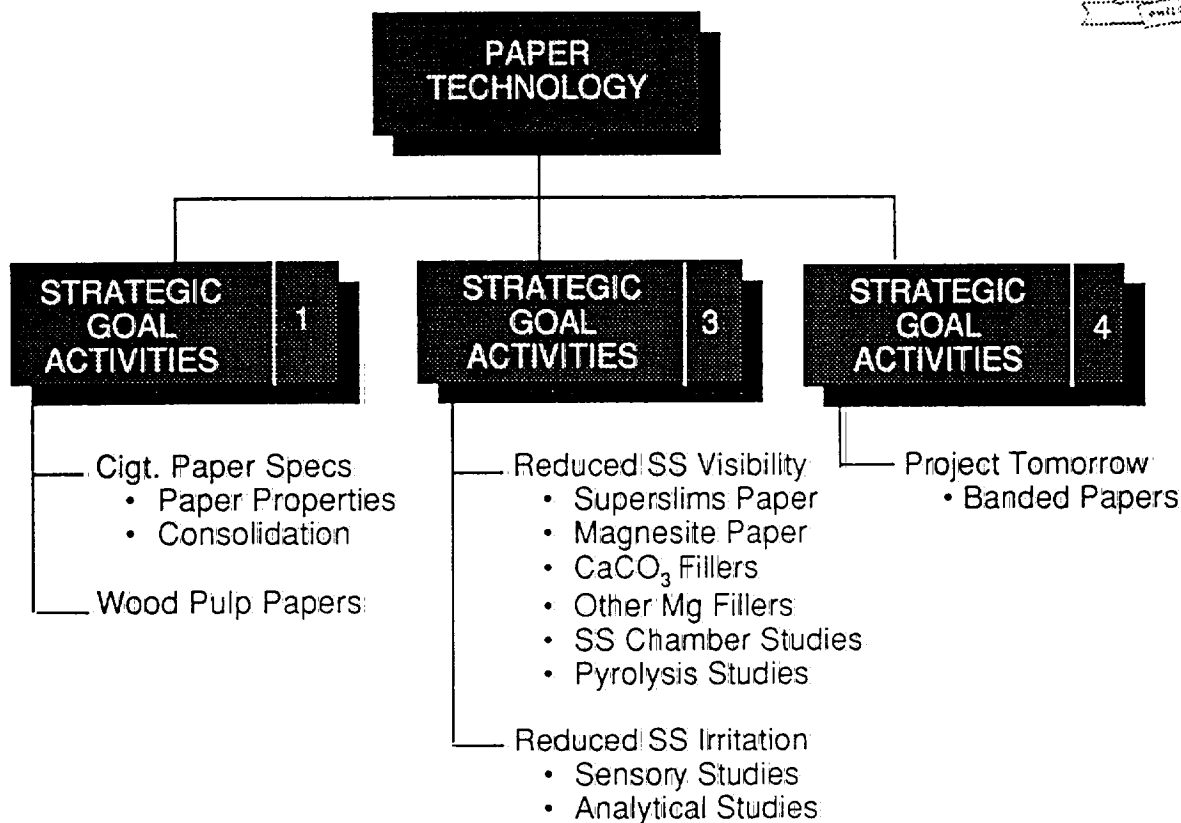 PAPER
TECHNOLOGY
STRATEGIC
GOAL
ACTIVITIES
1
Cigt. Paper Specs
• Paper Properties
• Consolidation
Wood Pulp Papers
STRATEGIC
GOAL
ACTIVITIES
3
Reduced SS Visibility
• Superslims Paper
• Magnesite Paper
• CaCO₃ Fillers
• Other Mg Fillers
• SS Chamber Studies
• Pyrolysis Studies
Reduced SS Irritation
• Sensory Studies
• Analytical Studies
STRATEGIC
GOAL
ACTIVITIES
4
Project Tomorrow
• Banded Papers